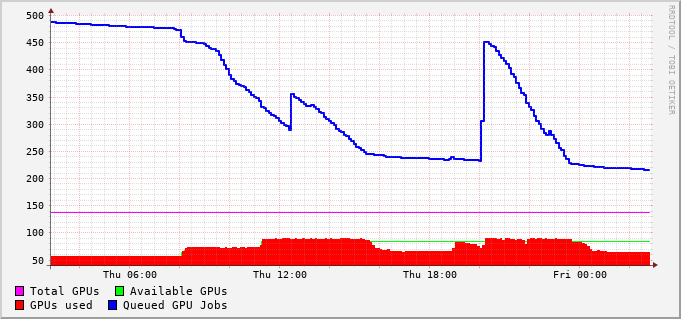 500
450
400
350
300
250
200
150
100
50
Thu 06:00 Thu 12:00 Thu 18:00 Fri 00:00
RRDTOOL / TOBI OETIKER
Total GPUs Available GPUs
GPUs used Queued GPU Jobs